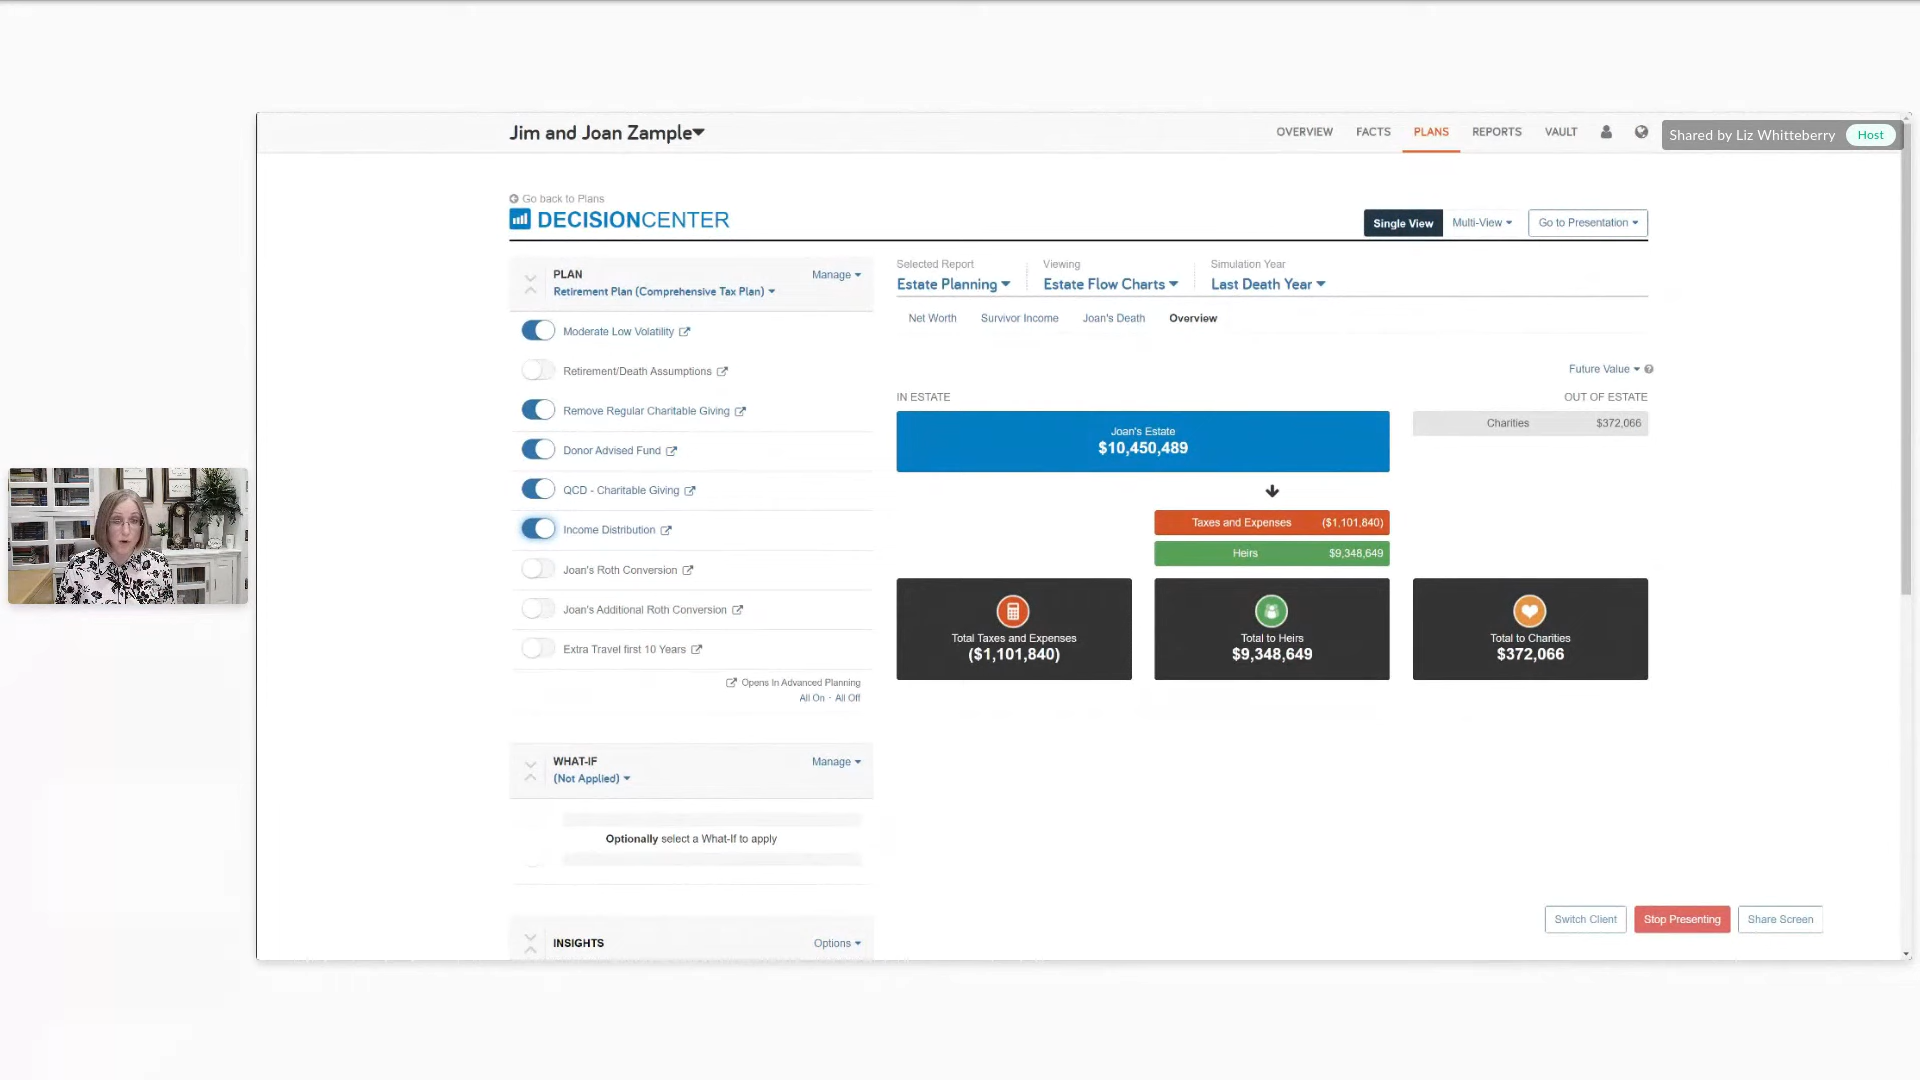 Jim and Joan Zample
OVERVIEW FACTS PLANS REPORTS VAULT
Shared by Liz Whitteberry Host
Go back to Plans
DECISIONCENTER
Single View Multi-View Go to Presentation
PLAN
Manage
Retirement Plan (Comprehensive Tax Plan)
Moderate Low Volatility
Retirement/Death Assumptions
Remove Regular Charitable Giving
Donor Advised Fund
QCD - Charitable Giving
Income Distribution
Joan's Roth Conversion
Joan's Additional Roth Conversion
Extra Travel first 10 Years
Opens In Advanced Planning
All On - All Off
WHAT-IF
Manage
(Not Applied)
Optionally select a What-If to apply
INSIGHTS
Options
Selected Report Viewing Simulation Year
Estate Planning Estate Flow Charts Last Death Year
Net Worth Survivor Income Joan's Death Overview
Future Value
IN ESTATE OUT OF ESTATE
Joan's Estate
$10,450,489
Charities $372,066
Taxes and Expenses ($1,101,840)
Heirs $9,348,649
Total Taxes and Expenses
($1,101,840)
Total to Heirs
$9,348,649
Total to Charities
$372,066
Switch Client Stop Presenting Share Screen